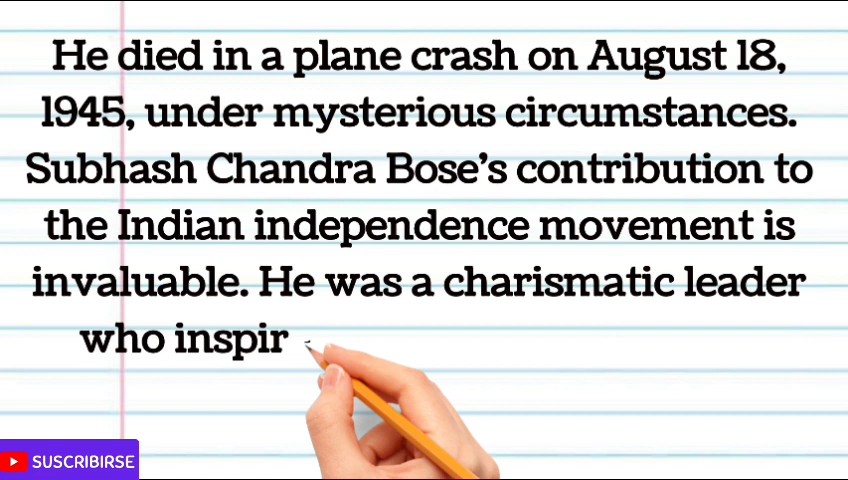 He died in a plane crash on August 18,
1945, under mysterious circumstances.
Subhash Chandra Bose’s contribution to
the Indian independence movement is
invaluable. He was a charismatic leader
who inspir
SUSCRIBIRSE